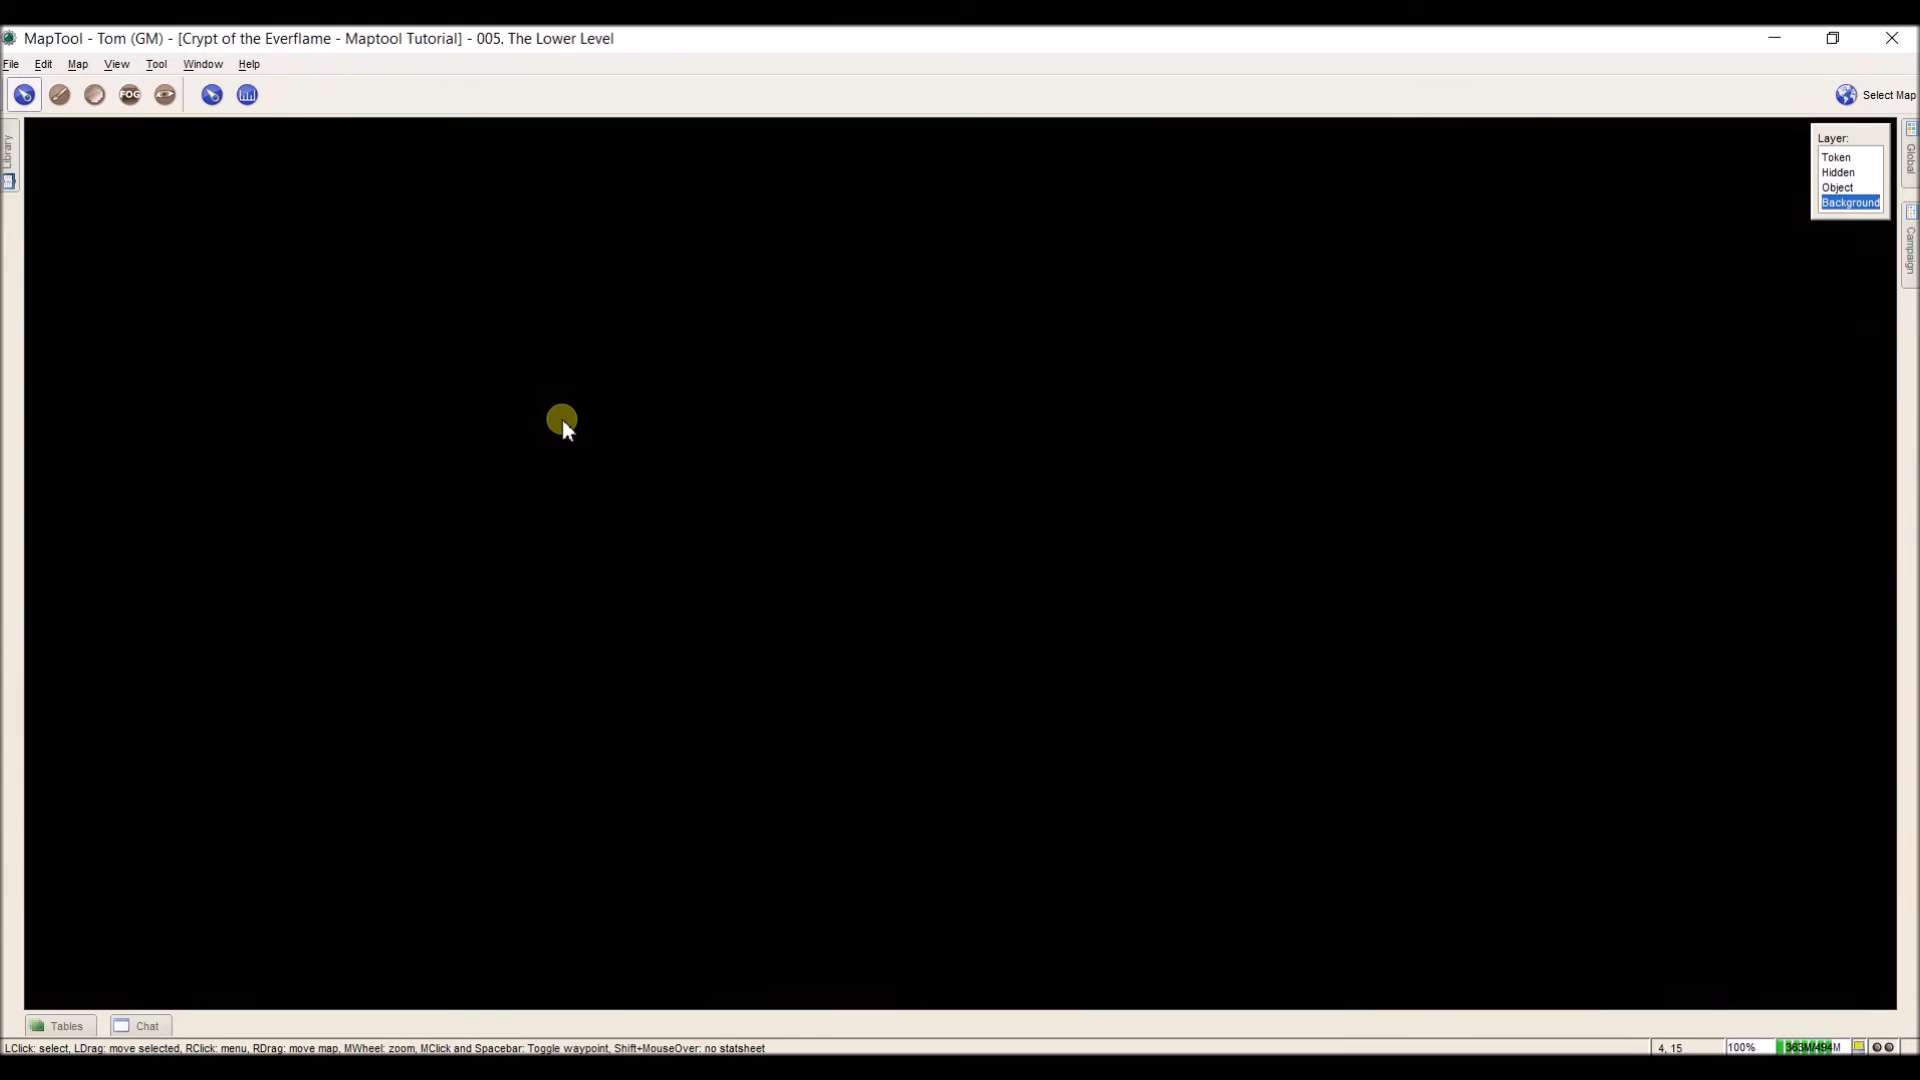 MapTool - Tom (GM) - [Crypt of the Everflame - Maptool Tutorial] - 005. The Lower Level
File Edit Map View Tool Window Help
FOG
Select Map
Library
Layer:
Token
Hidden
Object
Background
Global
Campaign
Tables Chat
LClick: select, LDrag: move selected, RClick: menu, RDrag: move map, MWheel: zoom, MClick and Spacebar: Toggle waypoint, Shift+MouseOver: no statsheet
4, 15 100% 363M/494M